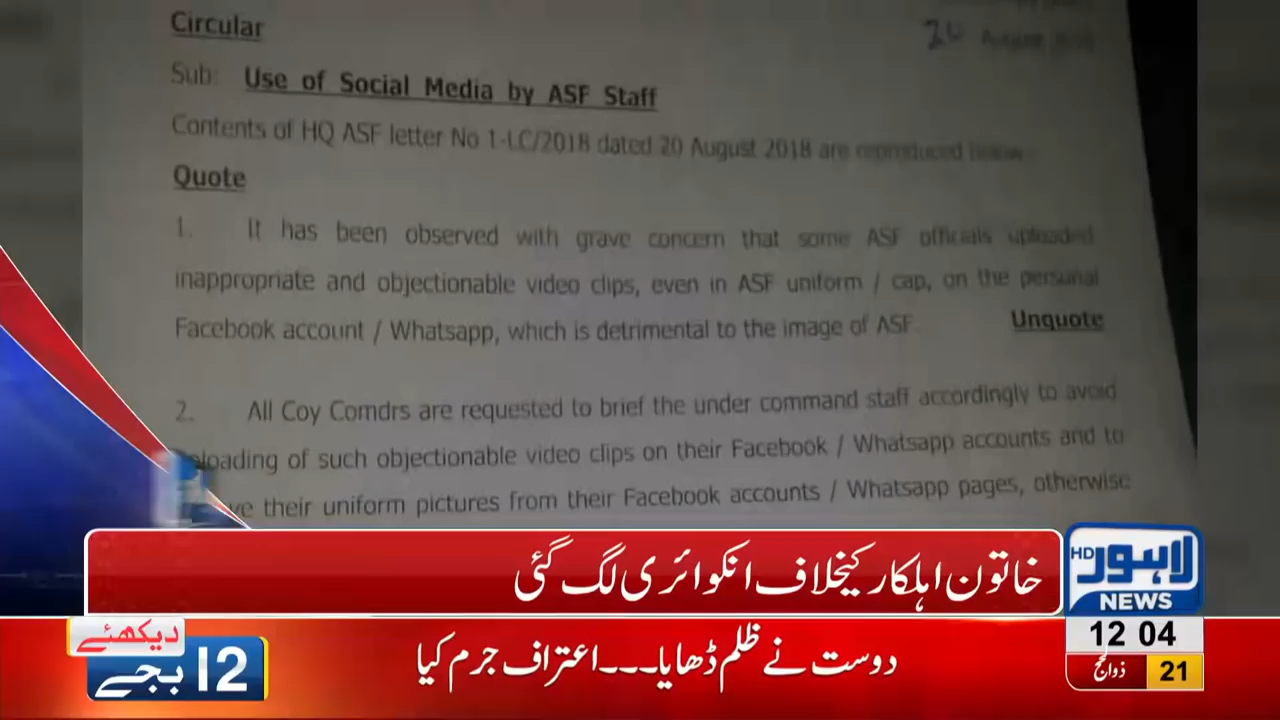 Circular
August
Sub: Use of Social Media by ASF Staff
Contents of HQ ASF letter No 1-LC/2018 dated 20 August 2018 are reproduced below
Quote
1. It has been observed with grave concern that some ASF officials uploaded
inappropriate and objectionable video clips, even in ASF uniform / cap, on the personal
Facebook account / Whatsapp, which is detrimental to the image of ASF Unquote
2. All Coy Comdrs are requested to brief the under command staff accordingly to avoid
of such objectionable video clips on their Facebook / Whatsapp accounts and to
their uniform pictures from their Facebook accounts / Whatsapp pages, otherwise
خاتون اہلکار کیخلاف انکوائری لگ گئی
HD لاہور
NEWS
دیکھئے
12 بجے
دوست نے ظلم ڈھایا۔۔۔اعتراف جرم کیا
12 04
ذوالحج 21